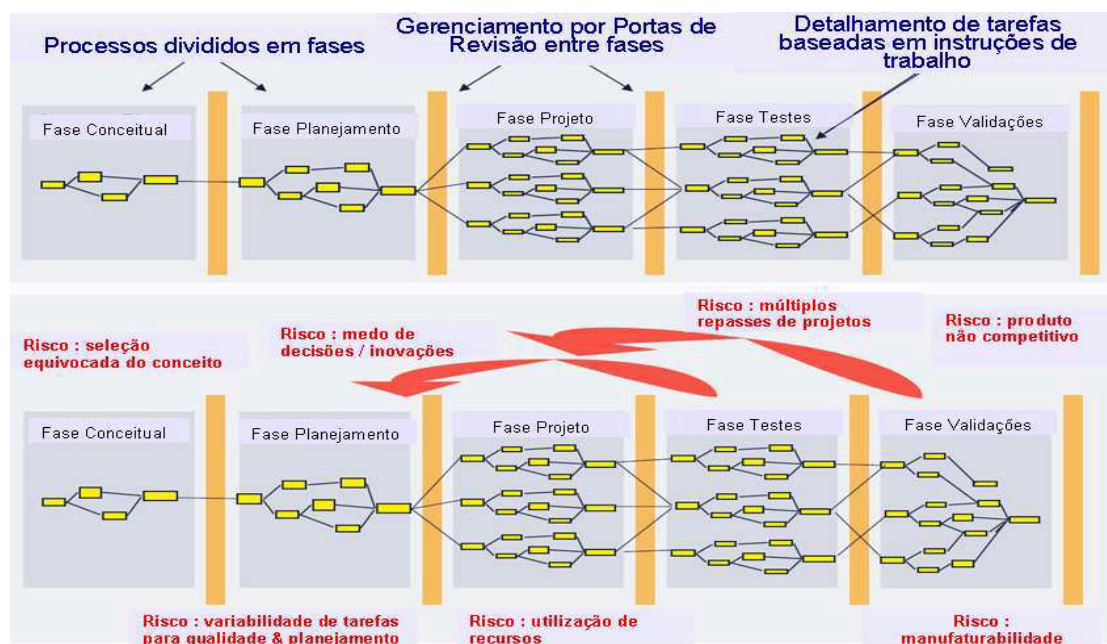 Processos divididos em fases
Gerenciamento por Portas de
Revisão entre fases
Detalhamento de tarefas
baseadas em instruções de
trabalho
Fase Conceitual
Fase Planejamento
Fase Projeto
Fase Testes
Fase Validações
Risco : seleção
equivocada do conceito
Risco : medo de
decisões / inovações
Risco : múltiplos
repasses de projetos
Risco : produto
não competitivo
Fase Conceitual
Fase Planejamento
Fase Projeto
Fase Testes
Fase Validações
Risco : variabilidade de tarefas
para qualidade & planejamento
Risco : utilização de
recursos
Risco :
manufaturabilidade